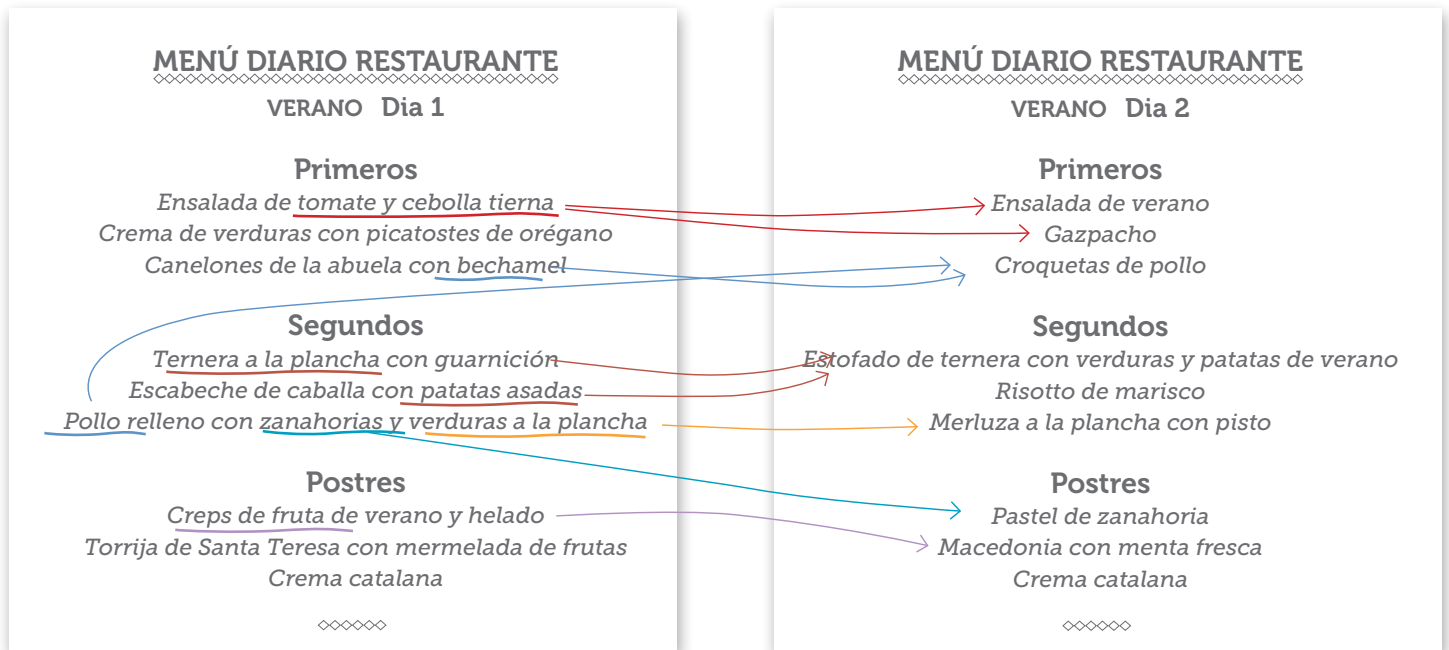 MENÚ DIARIO RESTAURANTE
VERANO Dia 1
Primeros
Ensalada de tomate y cebolla tierna
Crema de verduras con picatostes de orégano
Canelones de la abuela con bechamel
Segundos
Ternera a la plancha con guarnición
Escabeche de caballa con patatas asadas
Pollo relleno con zanahorias y verduras a la plancha
Postres
Creps de fruta de verano y helado
Torrija de Santa Teresa con mermelada de frutas
Crema catalana
MENÚ DIARIO RESTAURANTE
VERANO Dia 2
Primeros
Ensalada de verano
Gazpacho
Croquetas de pollo
Segundos
Estofado de ternera con verduras y patatas de verano
Risotto de marisco
Merluza a la plancha con pisto
Postres
Pastel de zanahoria
Macedonia con menta fresca
Crema catalana